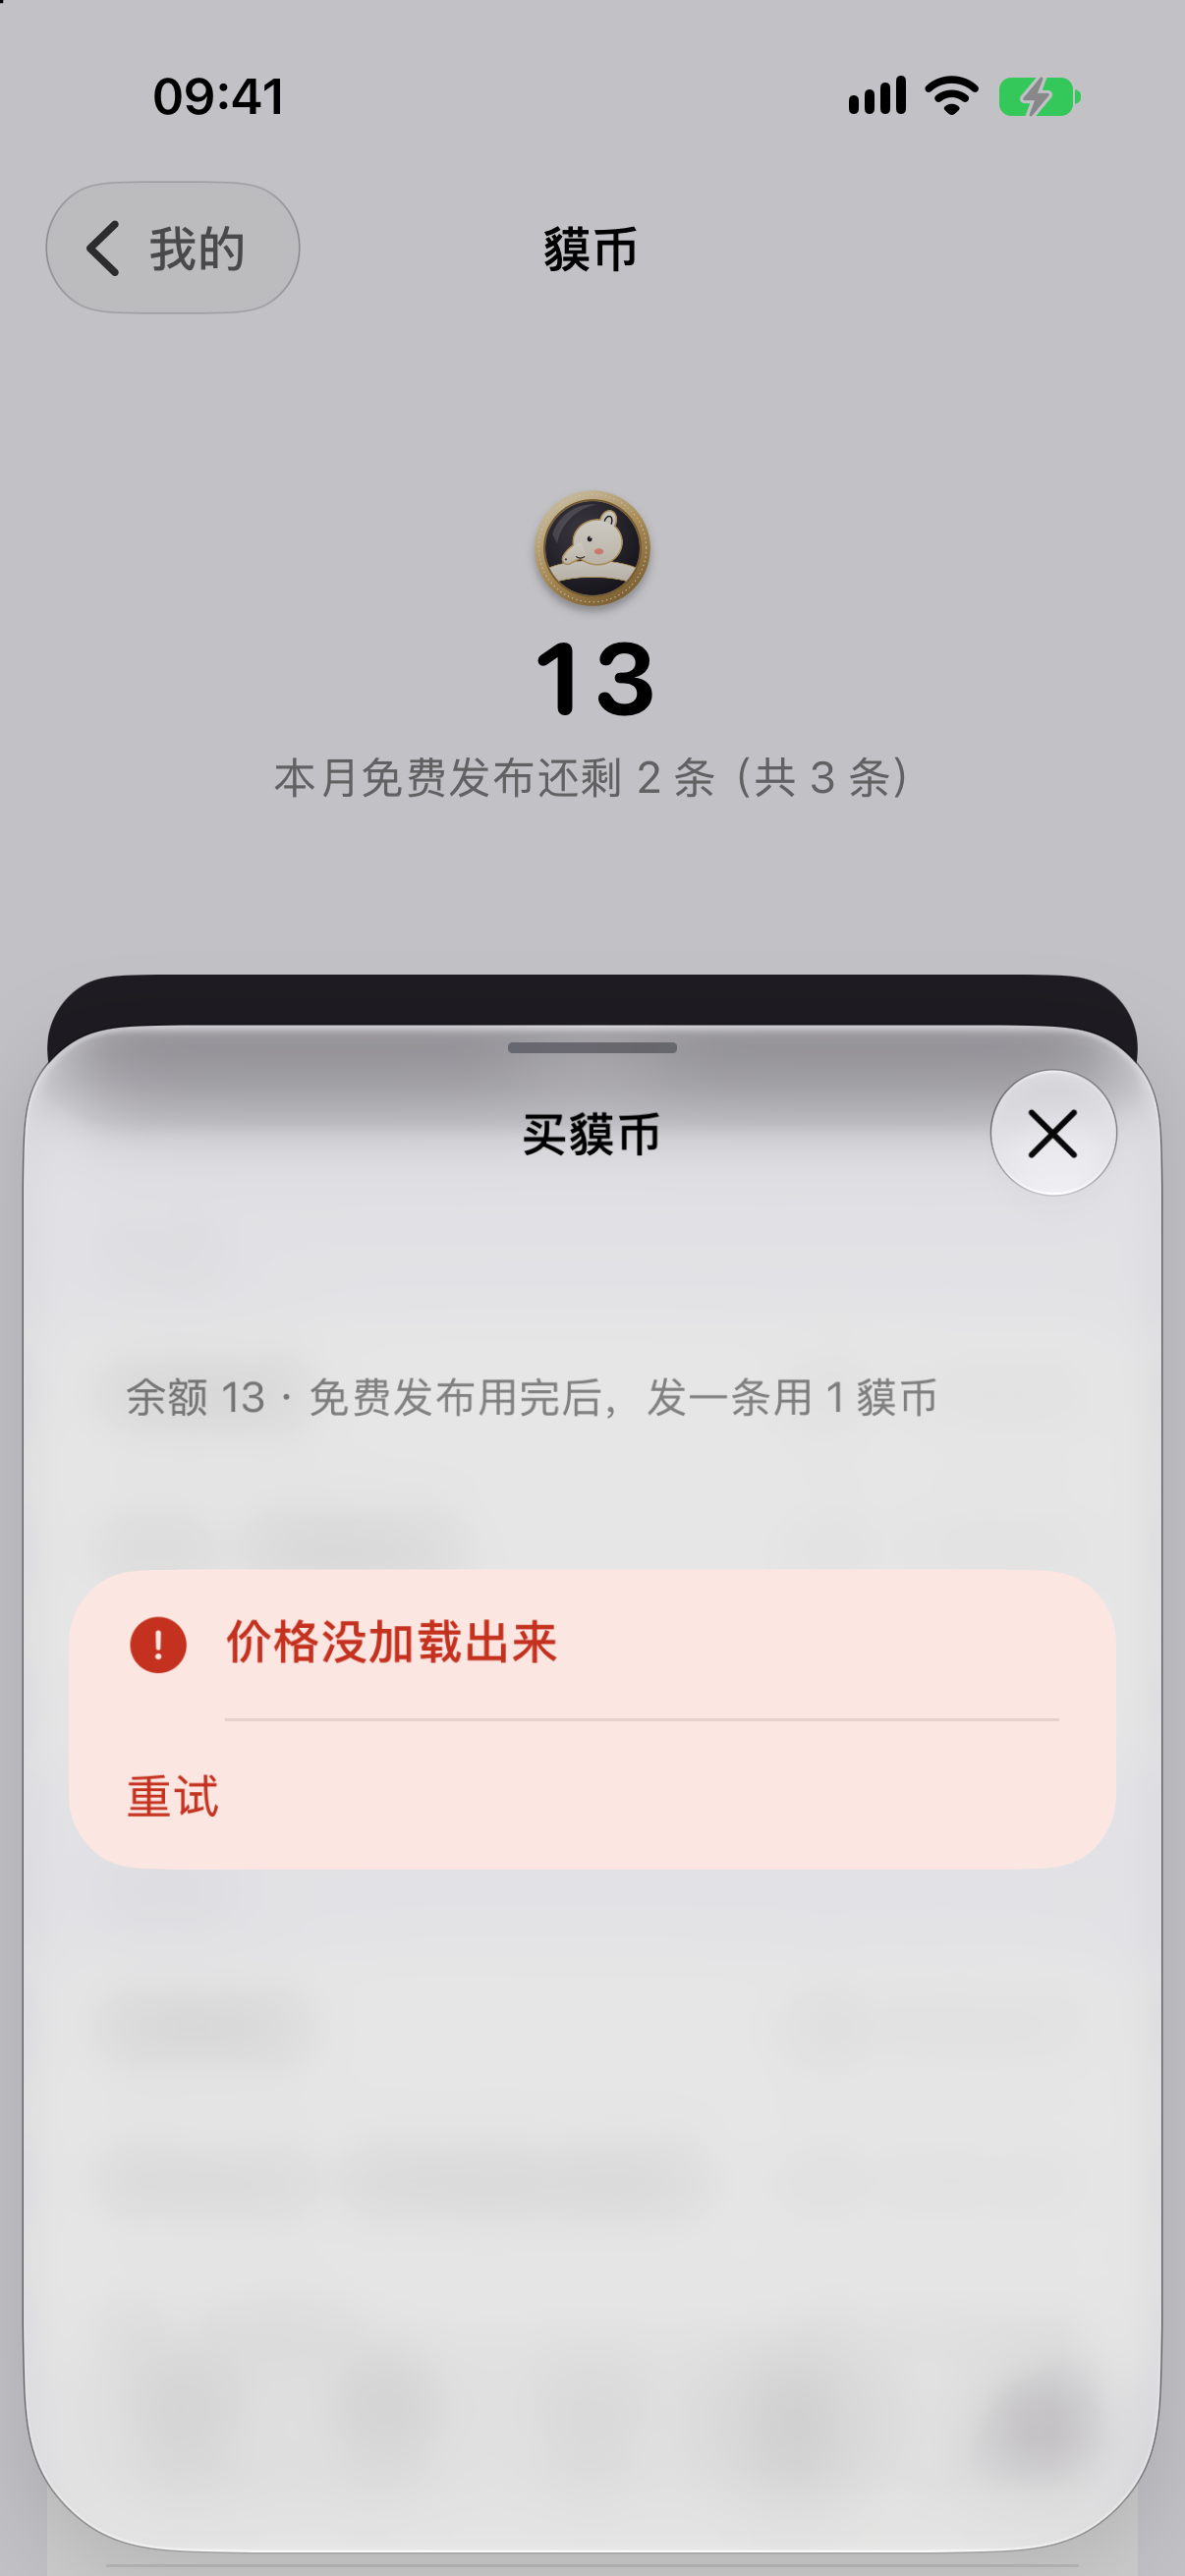 09:41
我的
貘币
13
本月免费发布还剩 2 条（共 3 条）
买貘币
余额 13 · 免费发布用完后，发一条用 1 貘币
价格没加载出来
重试